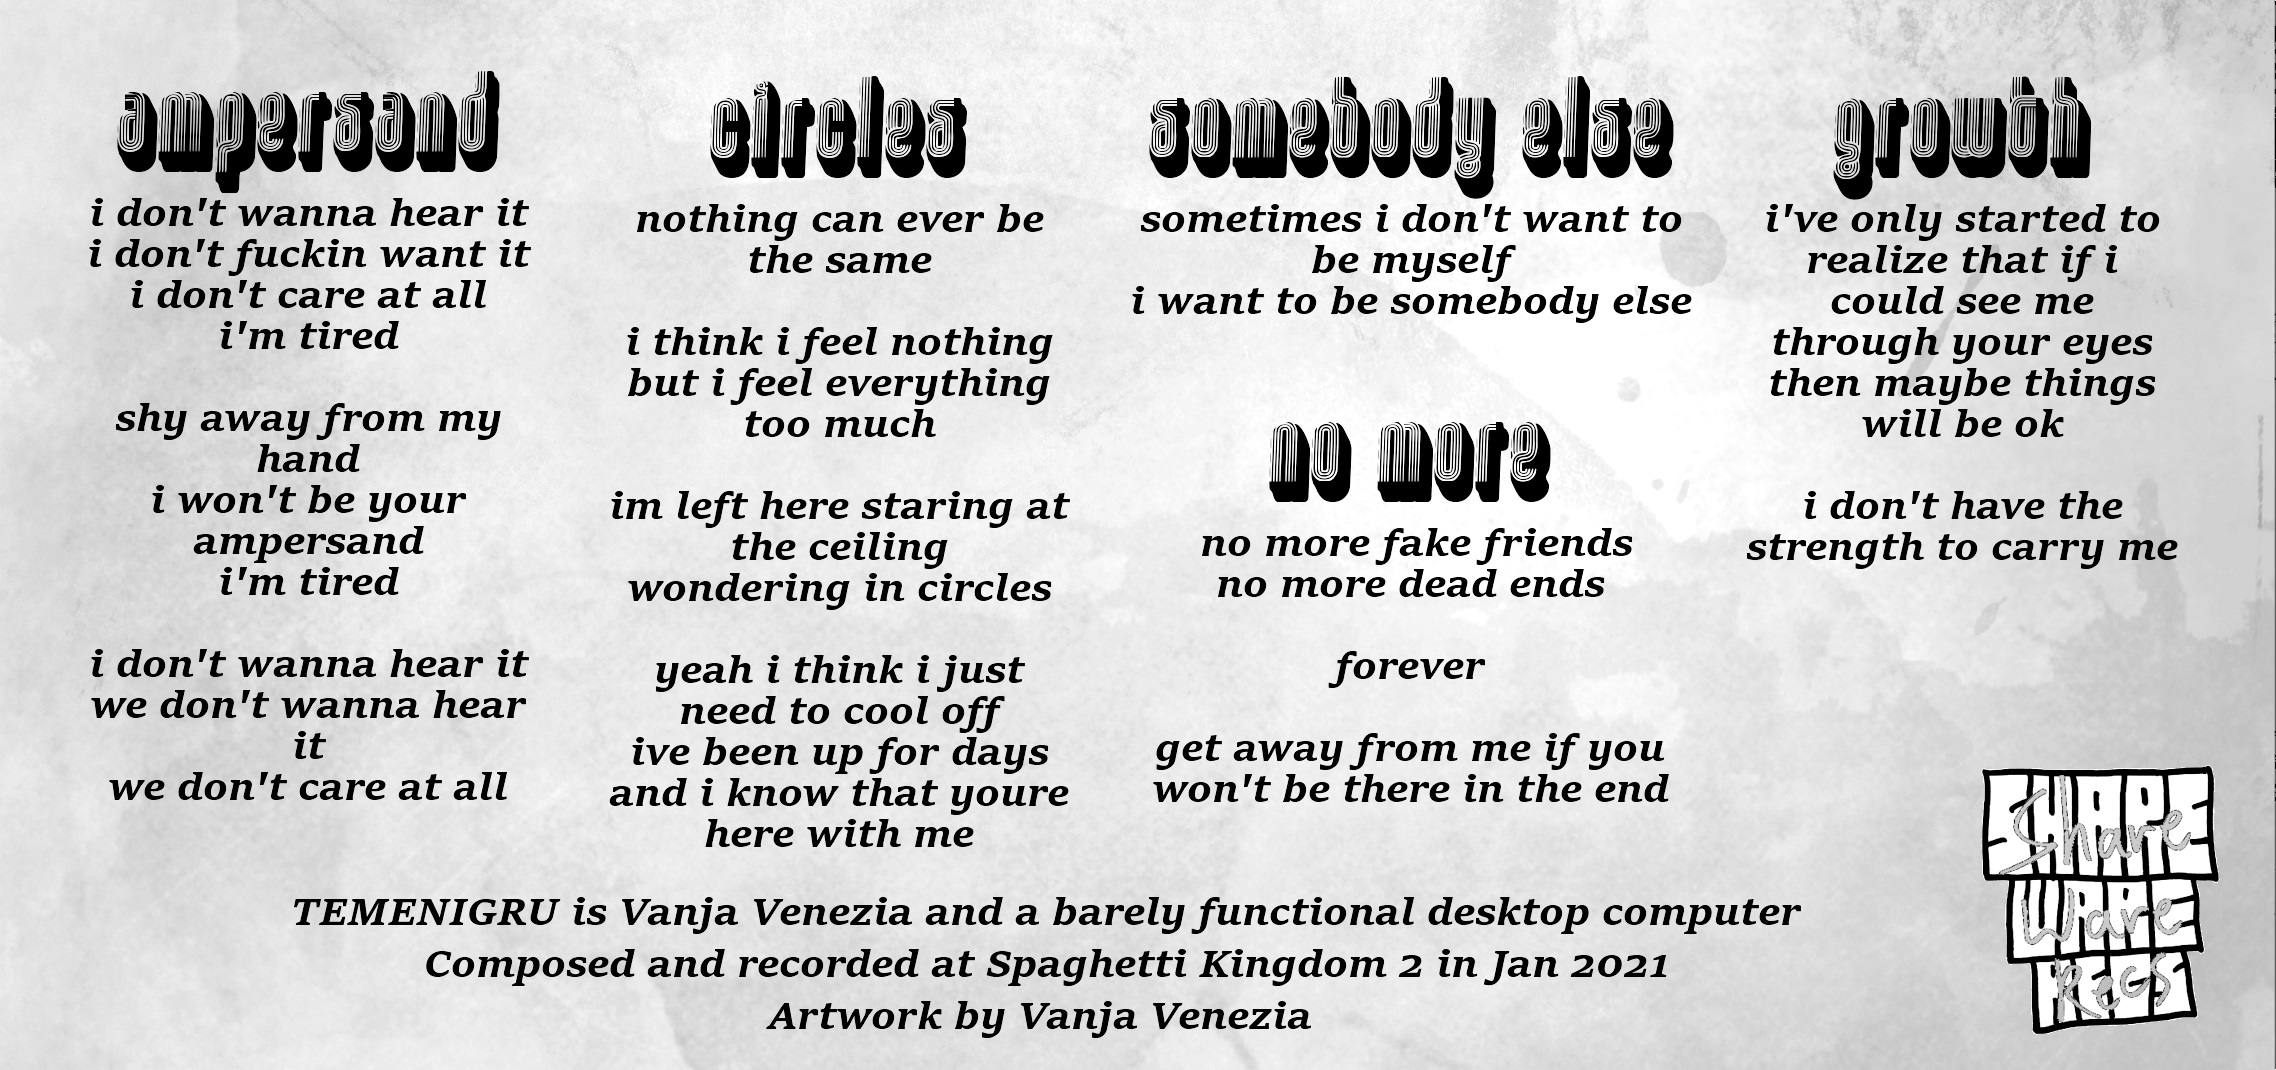 ampersand
i don't wanna hear it
i don't fuckin want it
i don't care at all
i'm tired
shy away from my
hand
i won't be your
ampersand
i'm tired
i don't wanna hear it
we don't wanna hear
it
we don't care at all
circles
nothing can ever be
the same
i think i feel nothing
but i feel everything
too much
im left here staring at
the ceiling
wondering in circles
yeah i think i just
need to cool off
ive been up for days
and i know that youre
here with me
somebody else
sometimes i don't want to
be myself
i want to be somebody else
no more
no more fake friends
no more dead ends
forever
get away from me if you
won't be there in the end
growth
i've only started to
realize that if i
could see me
through your eyes
then maybe things
will be ok
i don't have the
strength to carry me
TEMENIGRU is Vanja Venezia and a barely functional desktop computer
Composed and recorded at Spaghetti Kingdom 2 in Jan 2021
Artwork by Vanja Venezia
Share
Ware
Recs